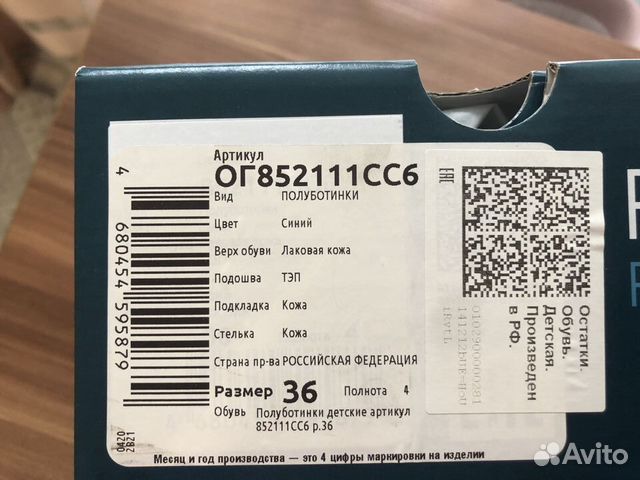 Артикул
ОГ852111СС6
Вид ПОЛУБОТИНКИ
Цвет Синий
Верх обуви Лаковая кожа
Подошва ТЭП
Подкладка Кожа
Стелька Кожа
Страна пр-ва РОССИЙСКАЯ ФЕДЕРАЦИЯ
Размер 36 Полнота 4
Обувь Полуботинки детские артикул
852111СС6 р.36
Месяц и год производства — это 4 цифры маркировки на изделии
4 680454 595879
0420
2В21
ЕАС
Остатки.
Обувь.
Детская.
Произведен
в РФ.
Avito